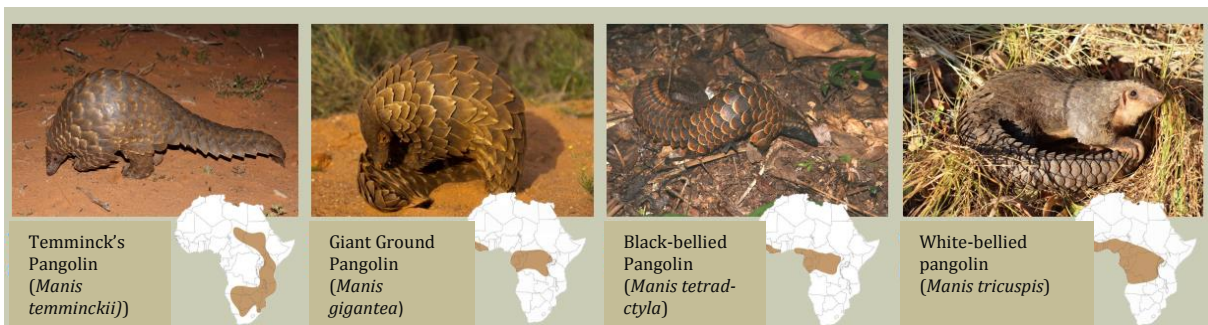 Temminck's
Pangolin
(Manis
temminckii))
Giant Ground
Pangolin
(Manis
gigantea)
Black-bellied
Pangolin
(Manis tetrad-
ctyla)
White-bellied
pangolin
(Manis tricuspis)